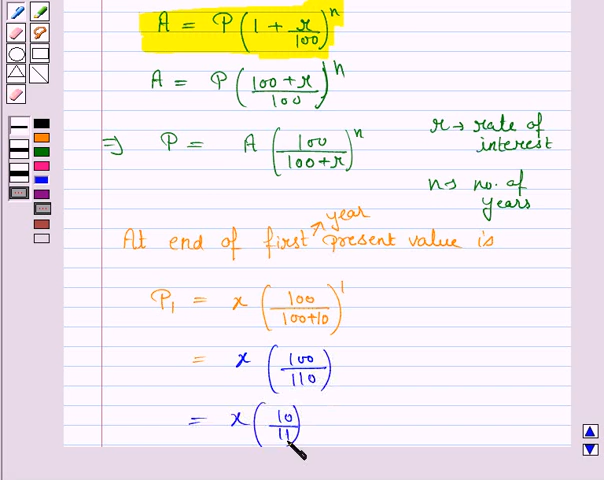 A = P(1 + r/100)^n
A = P((100+r)/100)^n
⇒ P = A(100/(100+r))^n
r → rate of interest
n → no. of years
At end of first year present value is
P₁ = x(100/(100+10))^1
= x(100/110)
= x(10/11)